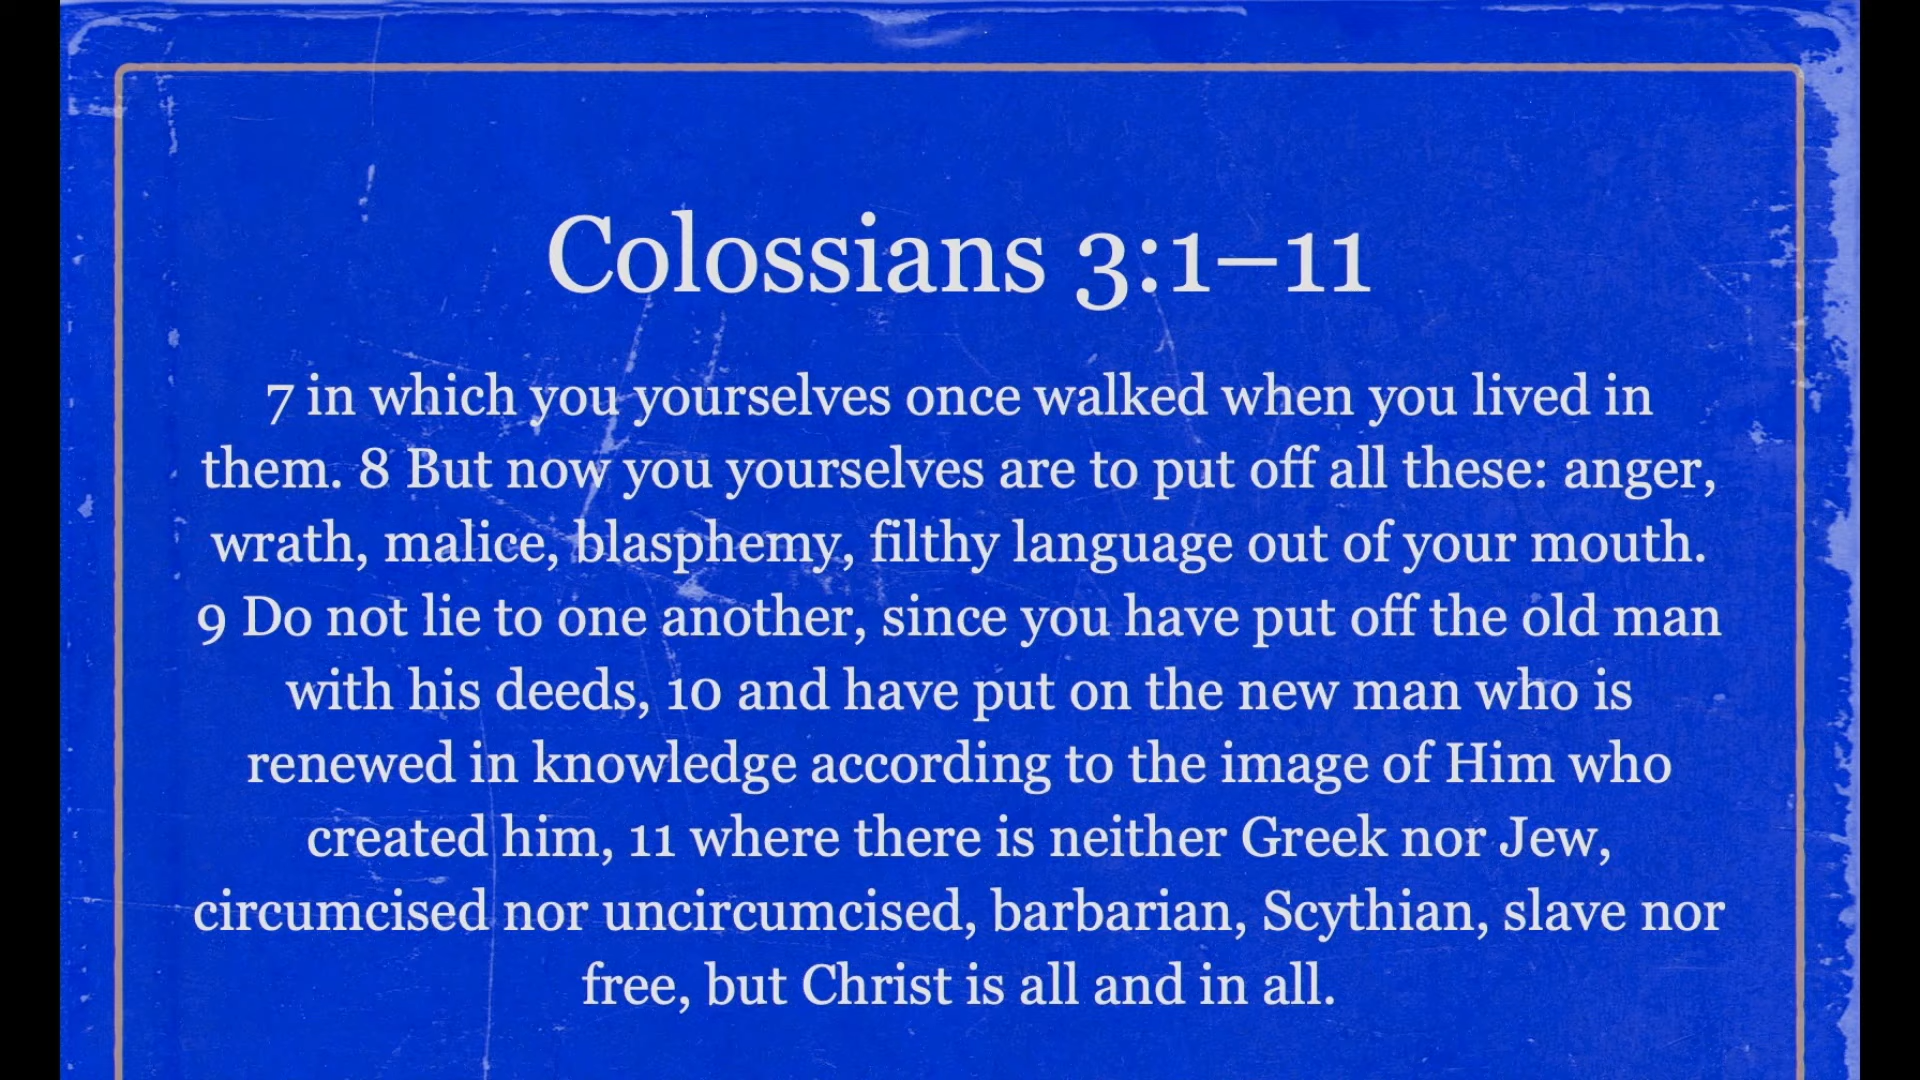 Colossians 3:1–11
7 in which you yourselves once walked when you lived in
them. 8 But now you yourselves are to put off all these: anger,
wrath, malice, blasphemy, filthy language out of your mouth.
9 Do not lie to one another, since you have put off the old man
with his deeds, 10 and have put on the new man who is
renewed in knowledge according to the image of Him who
created him, 11 where there is neither Greek nor Jew,
circumcised nor uncircumcised, barbarian, Scythian, slave nor
free, but Christ is all and in all.